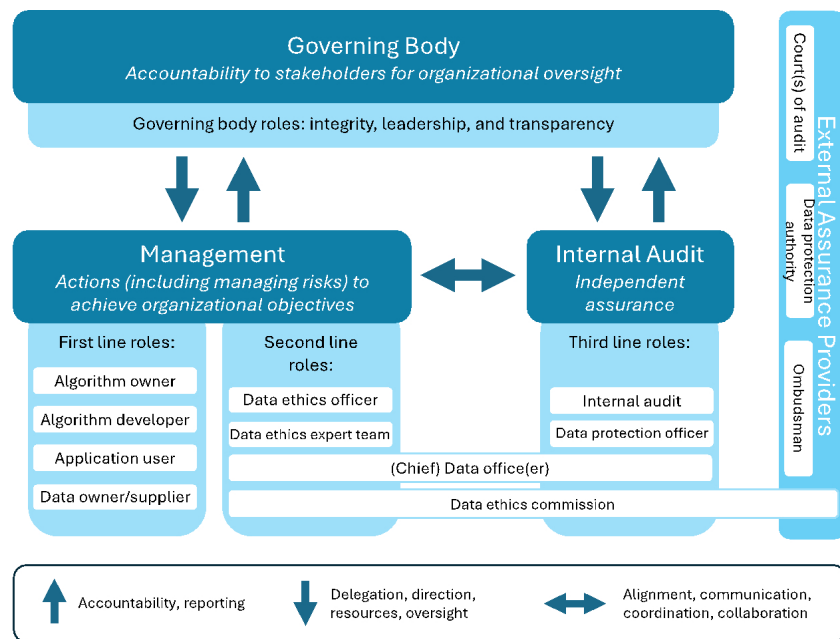 Governing Body
Accountability to stakeholders for organizational oversight
Governing body roles: integrity, leadership, and transparency
Management
Actions (including managing risks) to
achieve organizational objectives
Internal Audit
Independent
assurance
First line roles:
Algorithm owner
Algorithm developer
Application user
Data owner/supplier
Second line
roles:
Data ethics officer
Data ethics expert team
Third line roles:
Internal audit
Data protection officer
(Chief) Data office(er)
Data ethics commission
External Assurance Providers
Court(s) of
audit
Data protection
authority
Ombudsman
Accountability, reporting
Delegation, direction,
resources, oversight
Alignment, communication,
coordination, collaboration